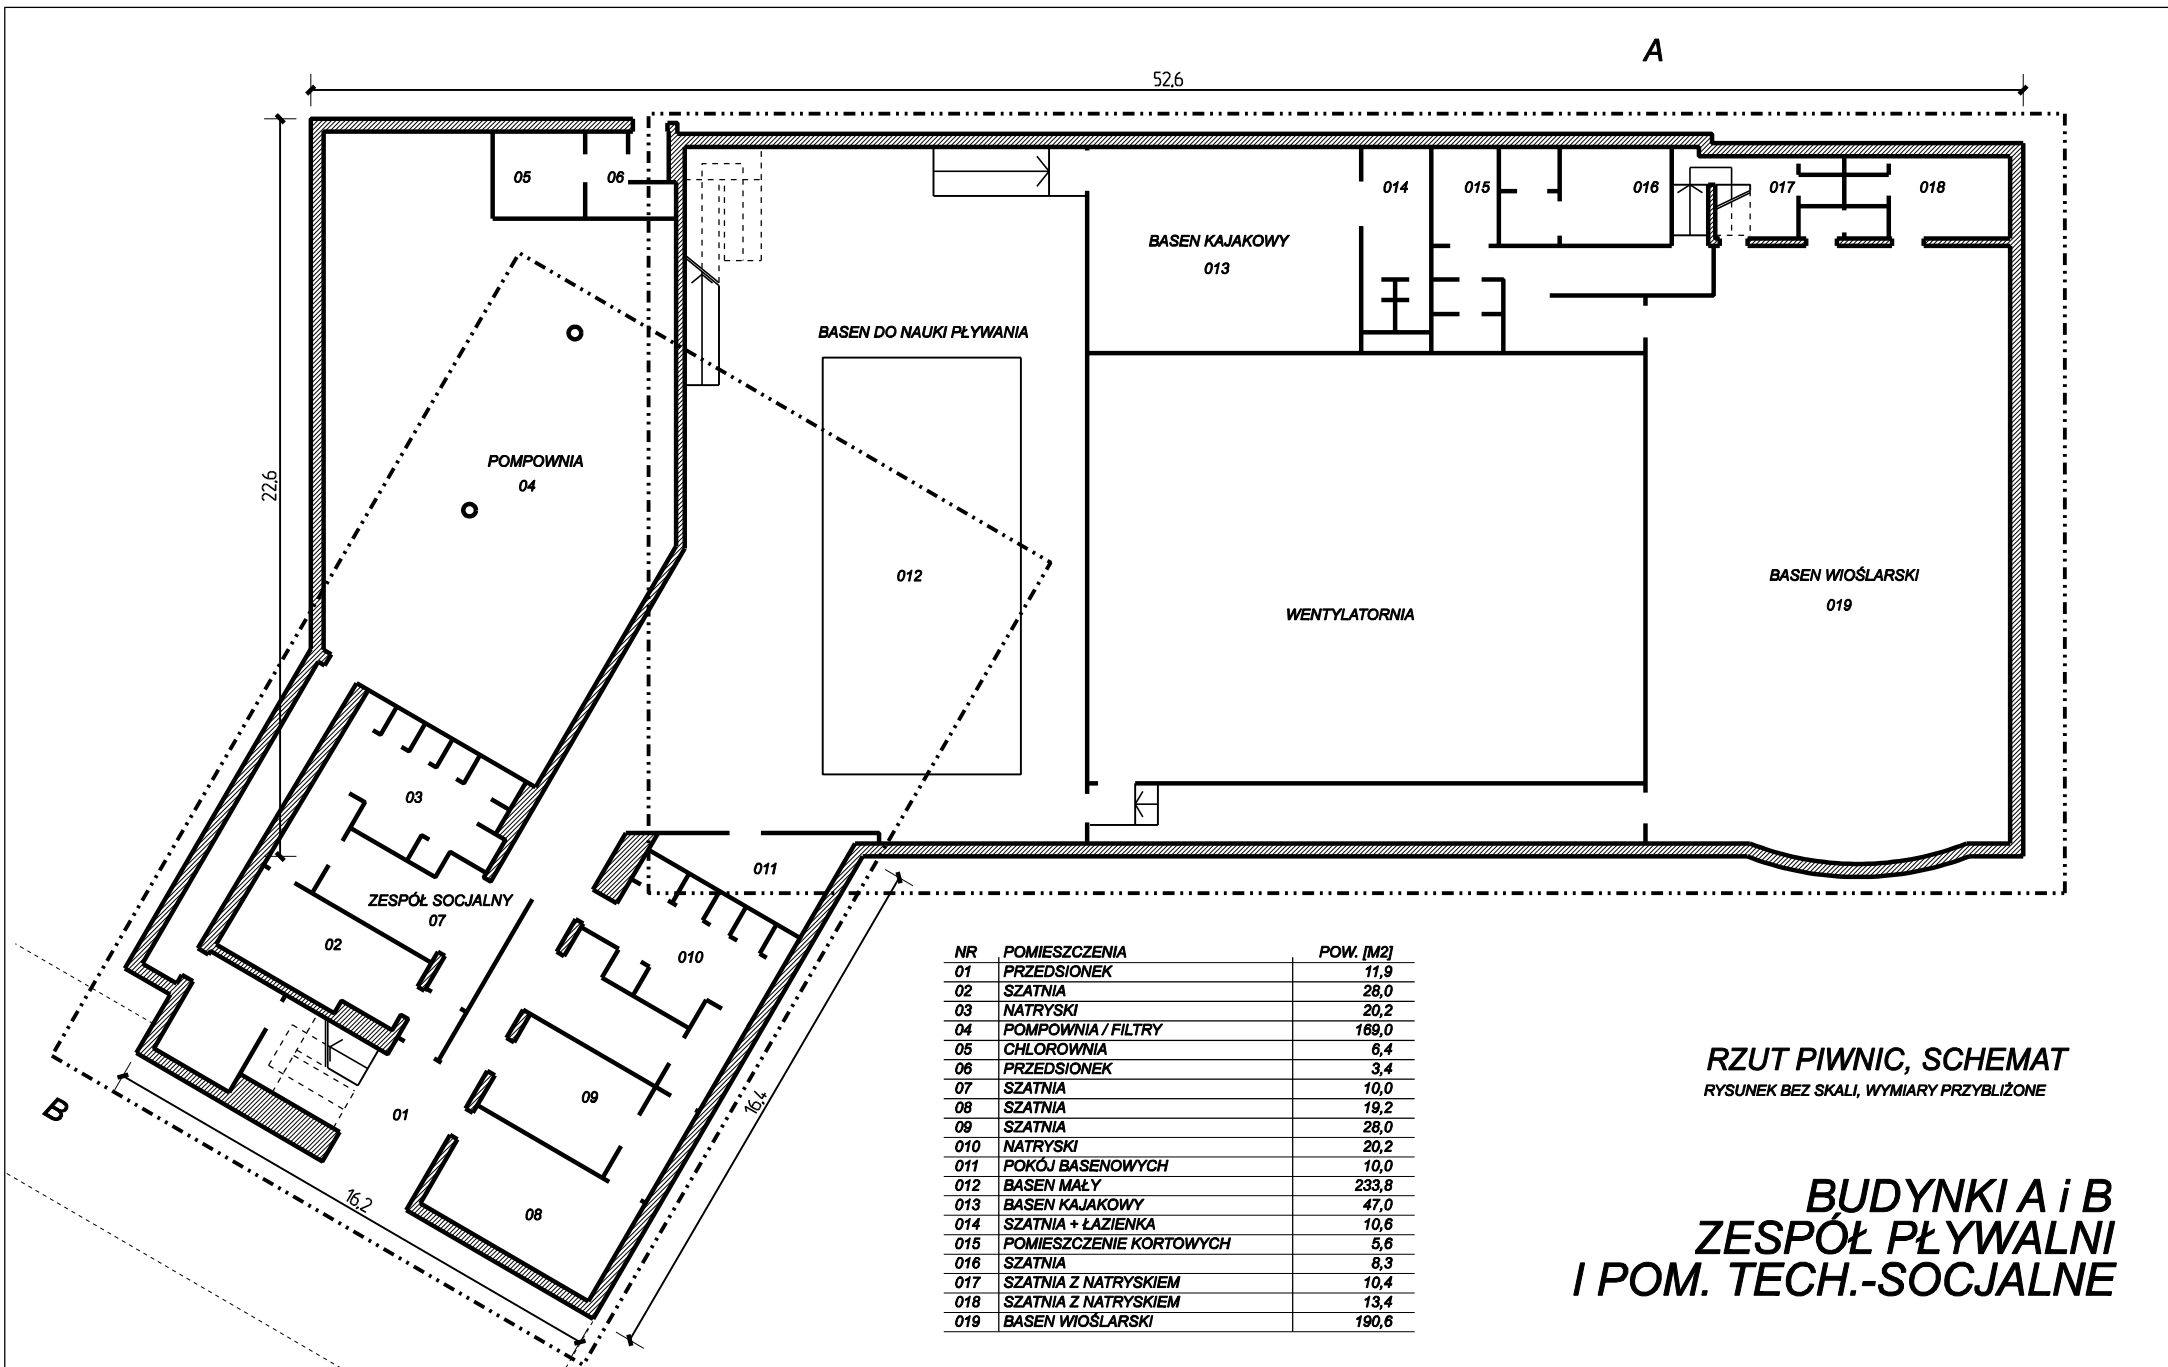 A
52,6
22,6
05
06
014
015
016
017
018
BASEN KAJAKOWY
013
BASEN DO NAUKI PŁYWANIA
POMPOWNIA
04
012
BASEN WIOŚLARSKI
019
WENTYLATORNIA
03
011
ZESPÓŁ SOCJALNY
07
02
010
09
01
08
B
16,2
16,4
NR POMIESZCZENIA POW. [M2]
01 PRZEDSIONEK 11,9
02 SZATNIA 28,0
03 NATRYSKI 20,2
04 POMPOWNIA / FILTRY 169,0
05 CHLOROWNIA 6,4
06 PRZEDSIONEK 3,4
07 SZATNIA 10,0
08 SZATNIA 19,2
09 SZATNIA 28,0
010 NATRYSKI 20,2
011 POKÓJ BASENOWYCH 10,0
012 BASEN MAŁY 233,8
013 BASEN KAJAKOWY 47,0
014 SZATNIA + ŁAZIENKA 10,6
015 POMIESZCZENIE KORTOWYCH 5,6
016 SZATNIA 8,3
017 SZATNIA Z NATRYSKIEM 10,4
018 SZATNIA Z NATRYSKIEM 13,4
019 BASEN WIOŚLARSKI 190,6
RZUT PIWNIC, SCHEMAT
RYSUNEK BEZ SKALI, WYMIARY PRZYBLIŻONE
BUDYNKI A i B
ZESPÓŁ PŁYWALNI
I POM. TECH.-SOCJALNE